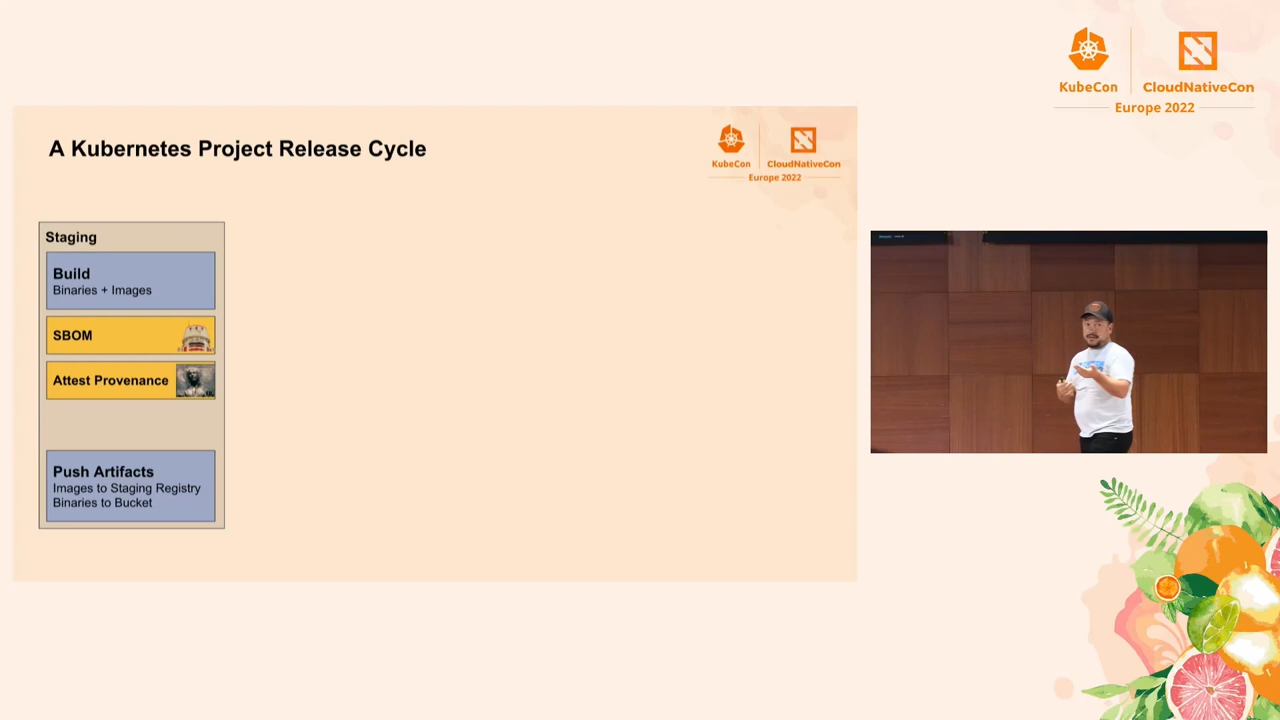 KubeCon
CloudNativeCon
Europe 2022
A Kubernetes Project Release Cycle
KubeCon
CloudNativeCon
Europe 2022
Staging
Build
Binaries + Images
SBOM
Attest Provenance
Push Artifacts
Images to Staging Registry
Binaries to Bucket